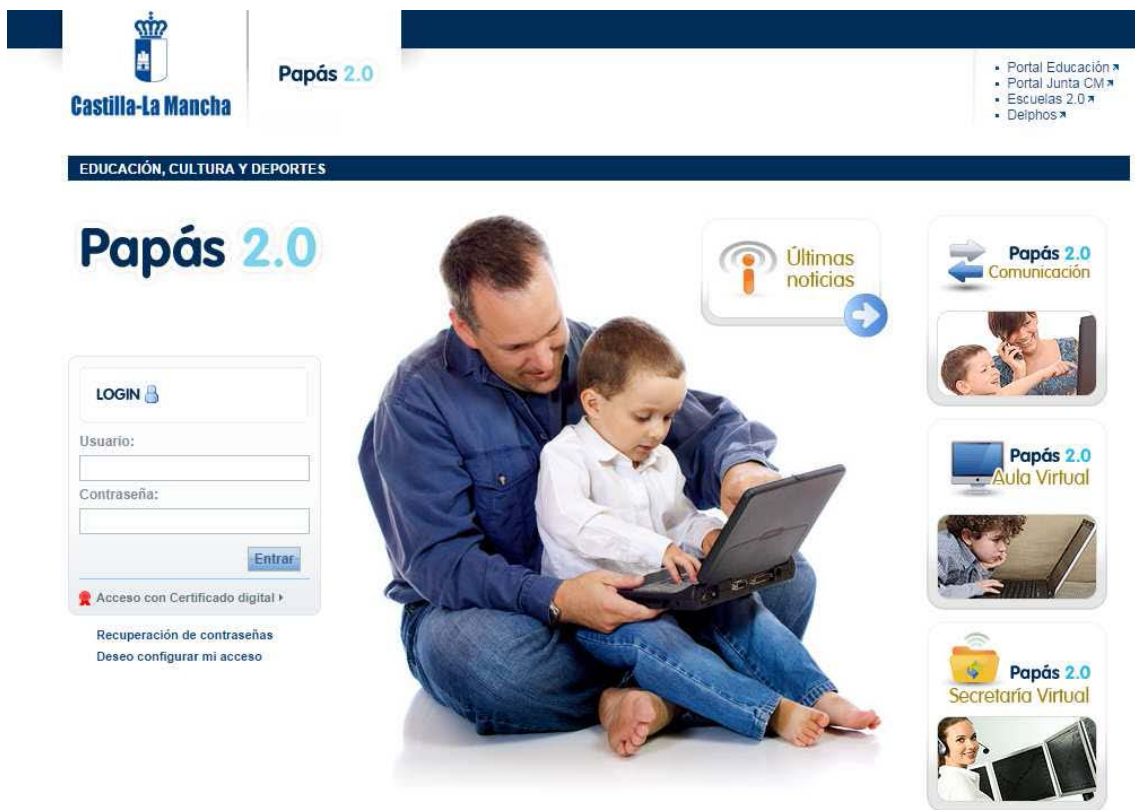 Castilla-La Mancha
Papás 2.0
Portal Educación
Portal Junta CM
Escuelas 2.0
Delphos
EDUCACIÓN, CULTURA Y DEPORTES
Papás 2.0
LOGIN
Usuario:
Contraseña:
Entrar
Acceso con Certificado digital
Recuperación de contraseñas
Deseo configurar mi acceso
Últimas
noticias
Papás 2.0
Comunicación
Papás 2.0
Aula Virtual
Papás 2.0
Secretaría Virtual